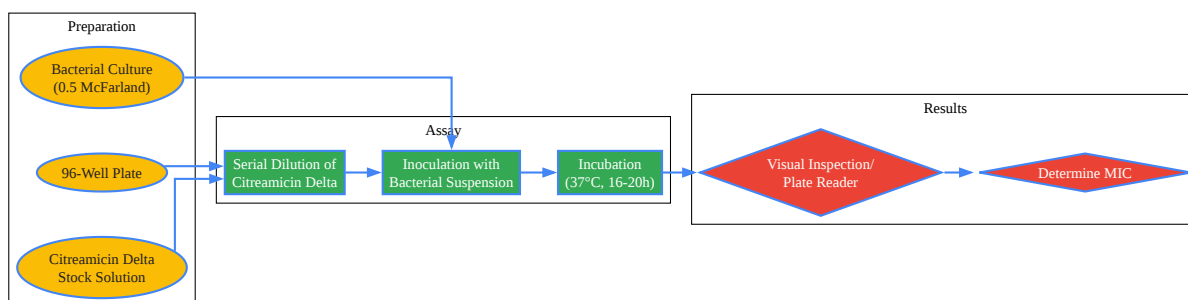 Preparation
Bacterial Culture
(0.5 McFarland)
96-Well Plate
Citreamicin Delta
Stock Solution
Assay
Serial Dilution of
Citreamicin Delta
Inoculation with
Bacterial Suspension
Incubation
(37°C, 16-20h)
Results
Visual Inspection/
Plate Reader
Determine MIC